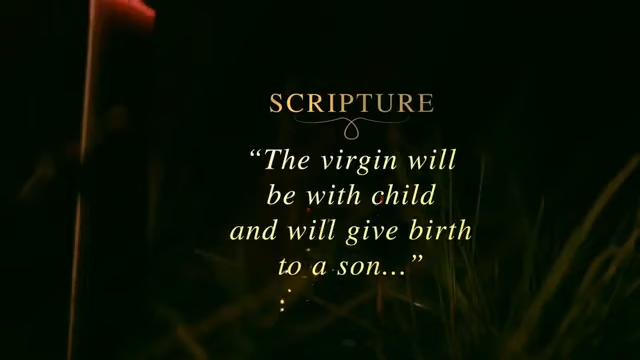 SCRIPTURE
“The virgin will
be with child
and will give birth
to a son...”